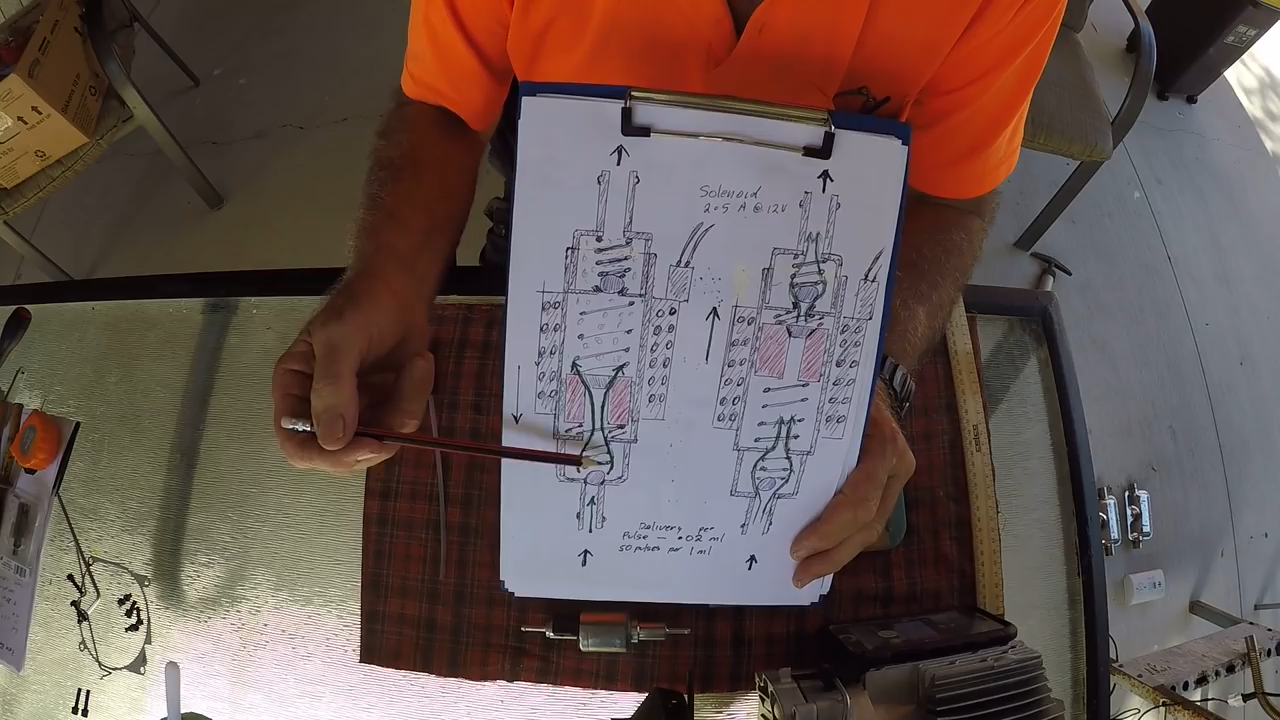 Solenoid
2.5 A @ 12V
Delivery per
Pulse — .02 ml
50 pulses per 1 ml